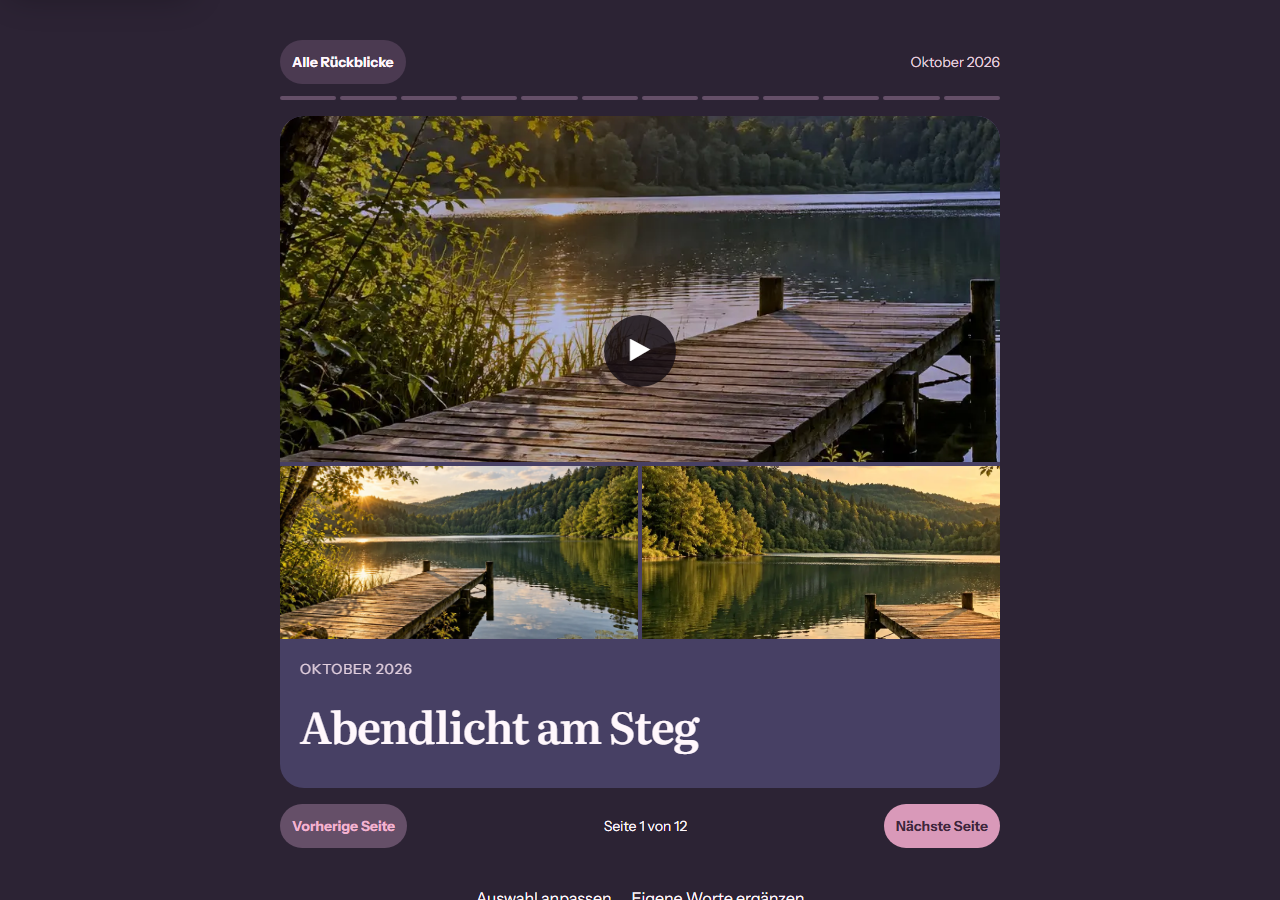 Alle Rückblicke
Oktober 2026
OKTOBER 2026
Abendlicht am Steg
Vorherige Seite
Seite 1 von 12
Nächste Seite
Auswahl anpassen
Eigene Worte ergänzen